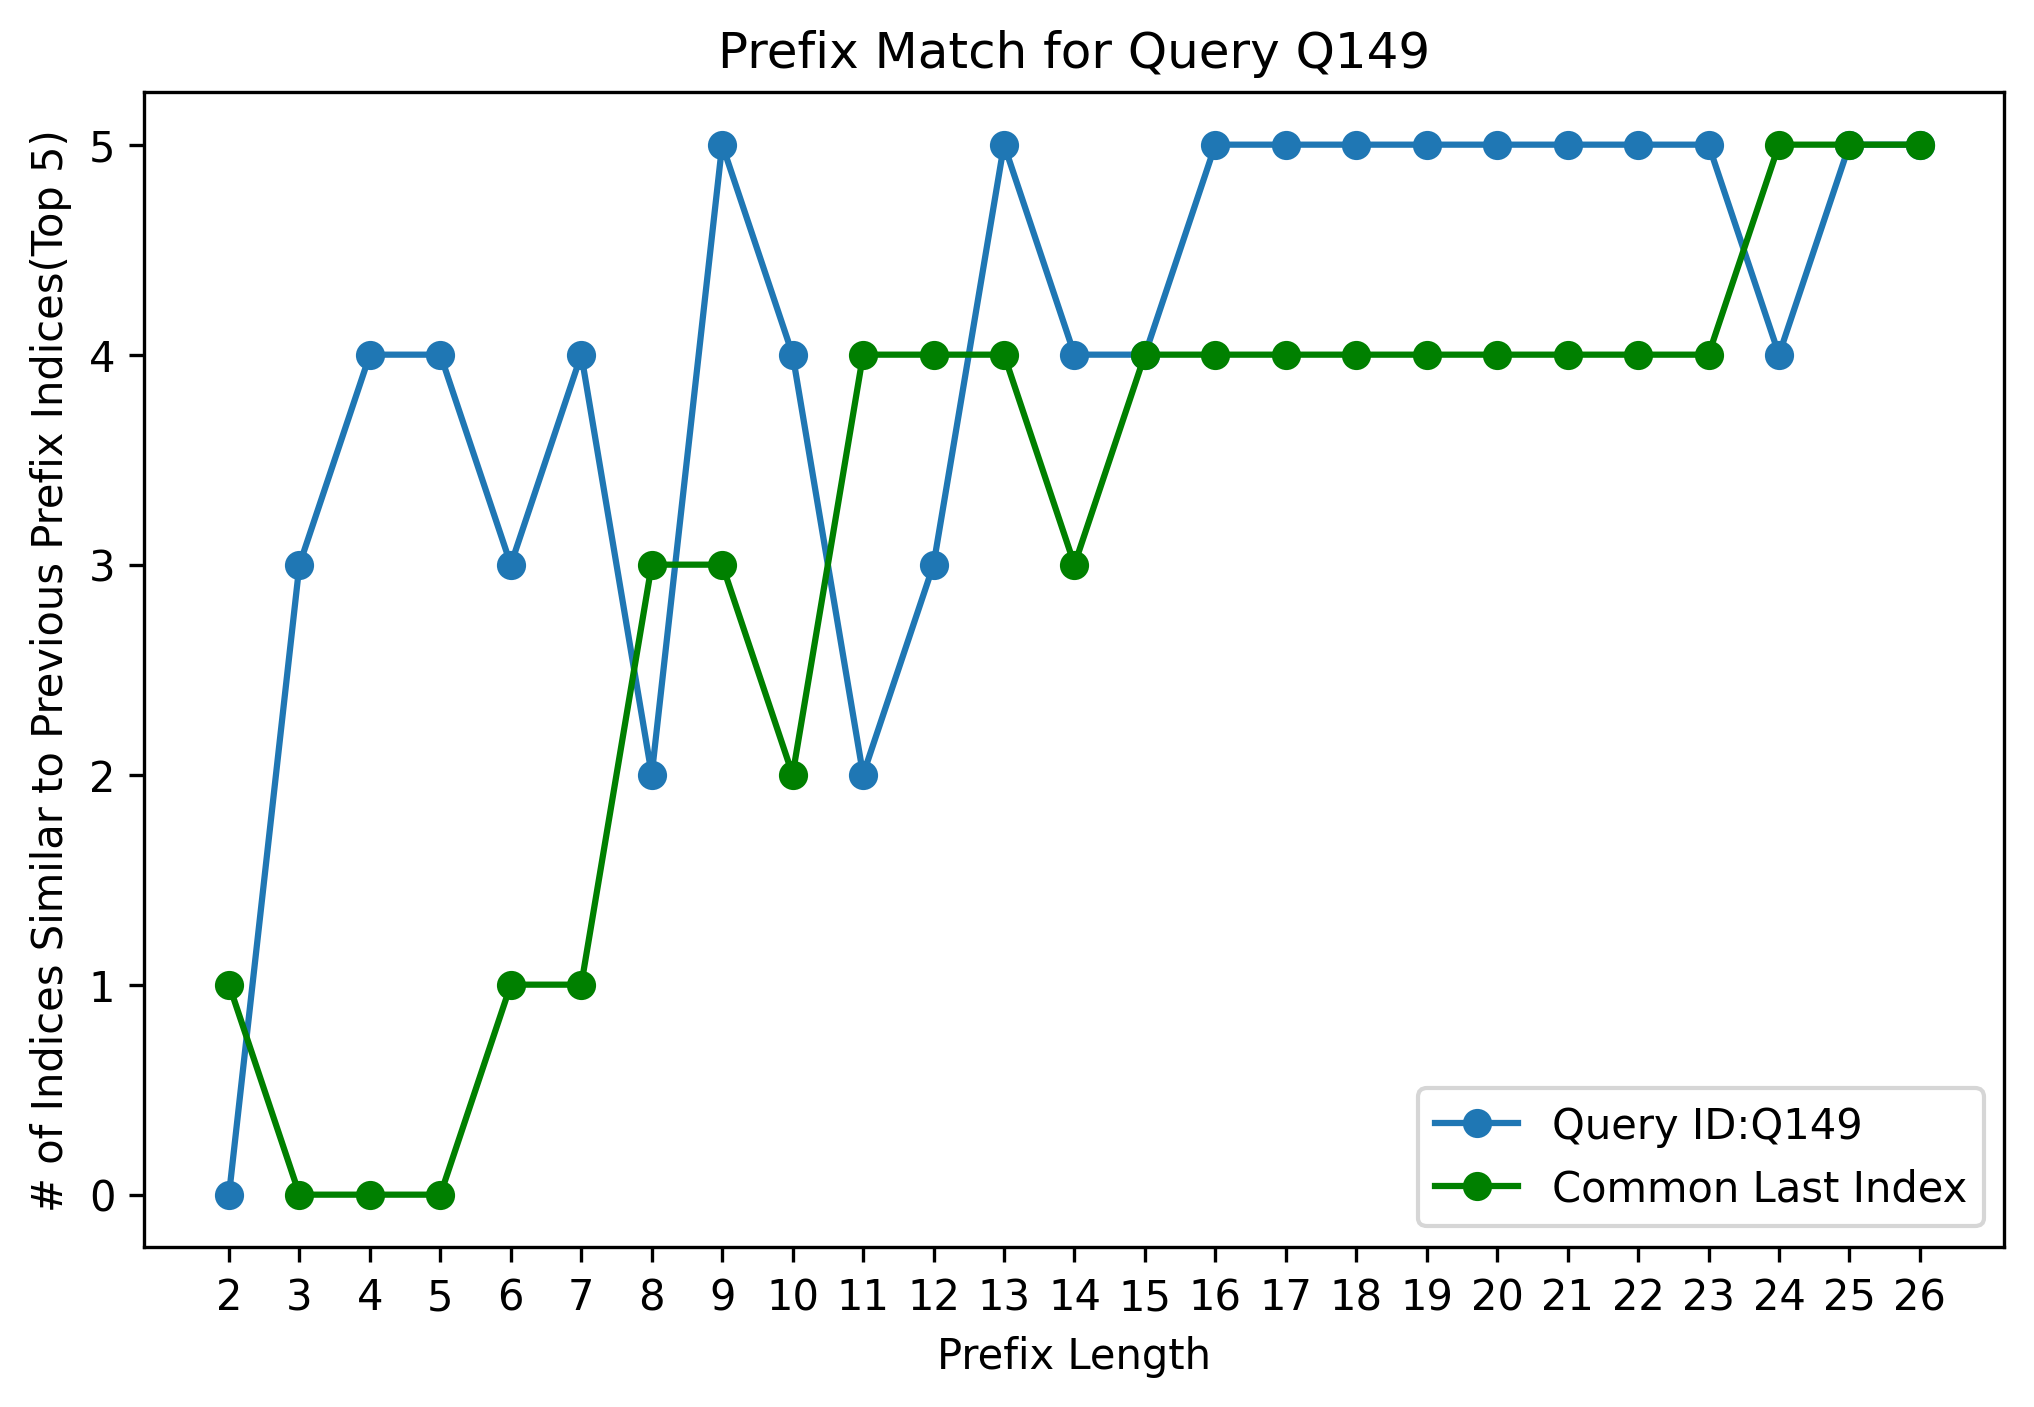 Prefix Match for Query Q149
# of Indices Similar to Previous Prefix Indices(Top 5)
5
4
3
2
1
0
Query ID:Q149
Common Last Index
2 3 4 5 6 7 8 9 10 11 12 13 14 15 16 17 18 19 20 21 22 23 24 25 26
Prefix Length